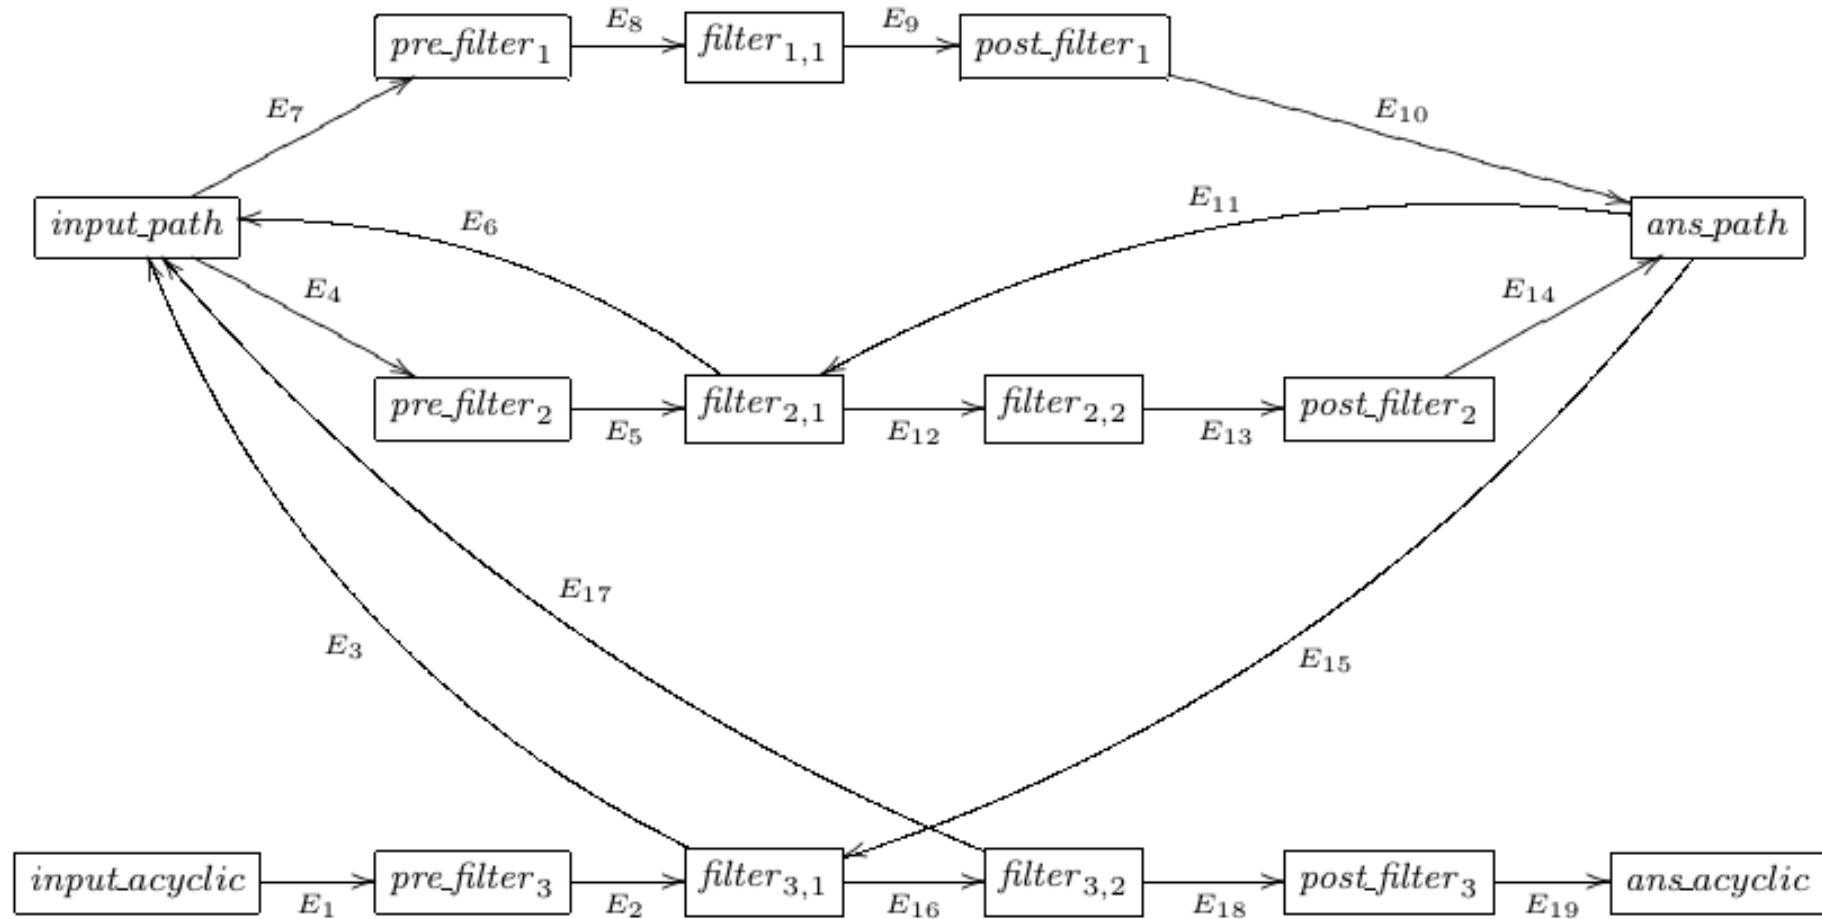 E₈ E₉
pre_filter₁ filter₁,₁ post_filter₁
E₇ E₁₀
E₁₁
input_path E₆ ans_path
E₄ E₁₄
pre_filter₂ filter₂,₁ filter₂,₂ post_filter₂
E₅ E₁₂ E₁₃
E₁₇
E₃ E₁₅
input_acyclic pre_filter₃ filter₃,₁ filter₃,₂ post_filter₃ ans_acyclic
E₁ E₂ E₁₆ E₁₈ E₁₉